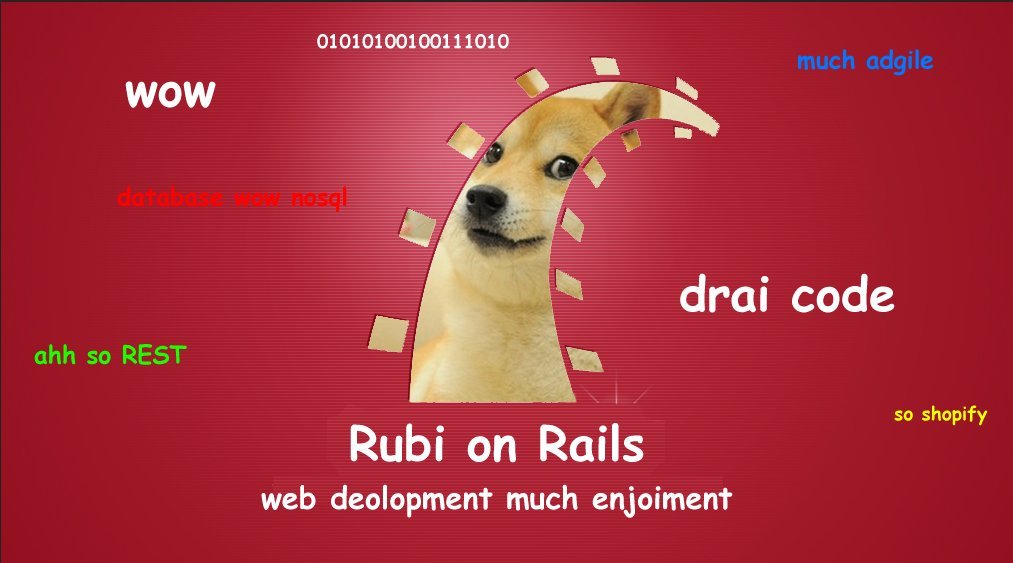 01010100100111010
much adgile
wow
database wow nosql
drai code
ahh so REST
so shopify
Rubi on Rails
web deolopment much enjoiment